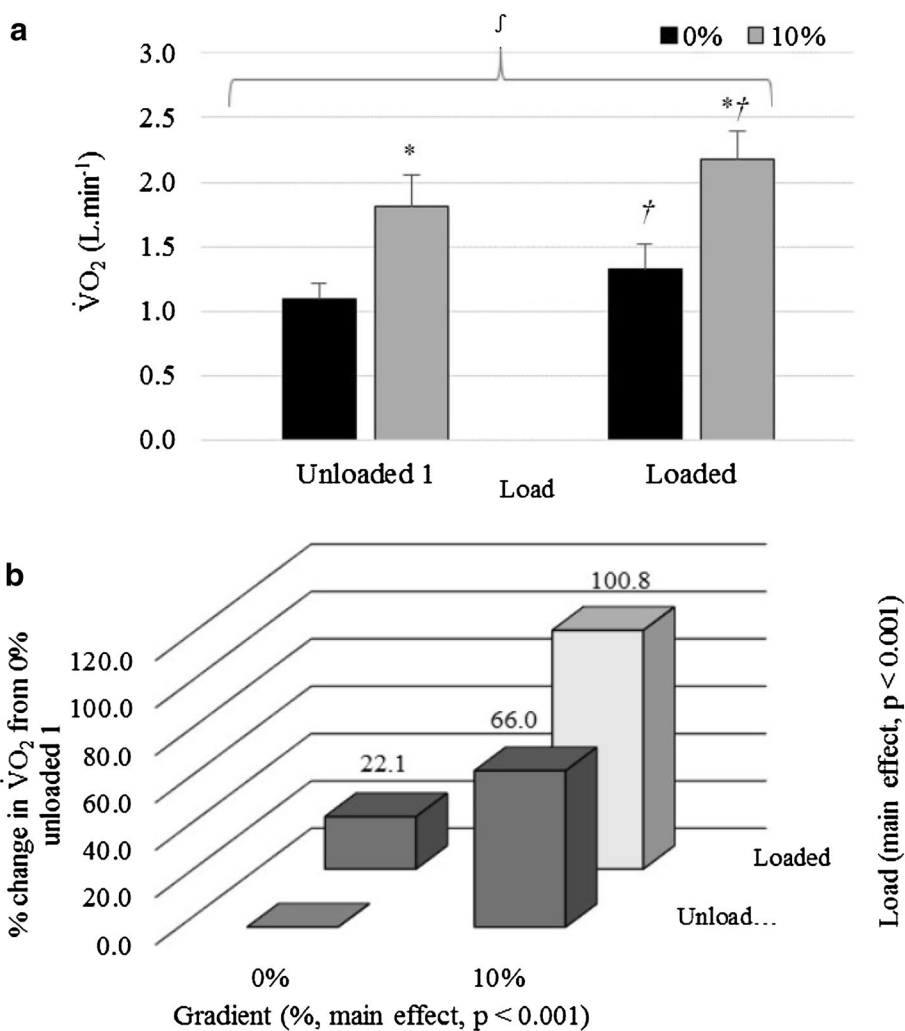 a
∫
0% 10%
3.0
*†
2.5
*
2.0
†
1.5
1.0
0.5
0.0
V̇O₂ (L.min⁻¹)
Unloaded 1
Loaded
Load
b
100.8
66.0
22.1
120.0
100.0
80.0
60.0
40.0
20.0
0.0
% change in V̇O₂ from 0%
unloaded 1
Loaded
Unload…
Load (main effect, p < 0.001)
0%
10%
Gradient (%, main effect, p < 0.001)